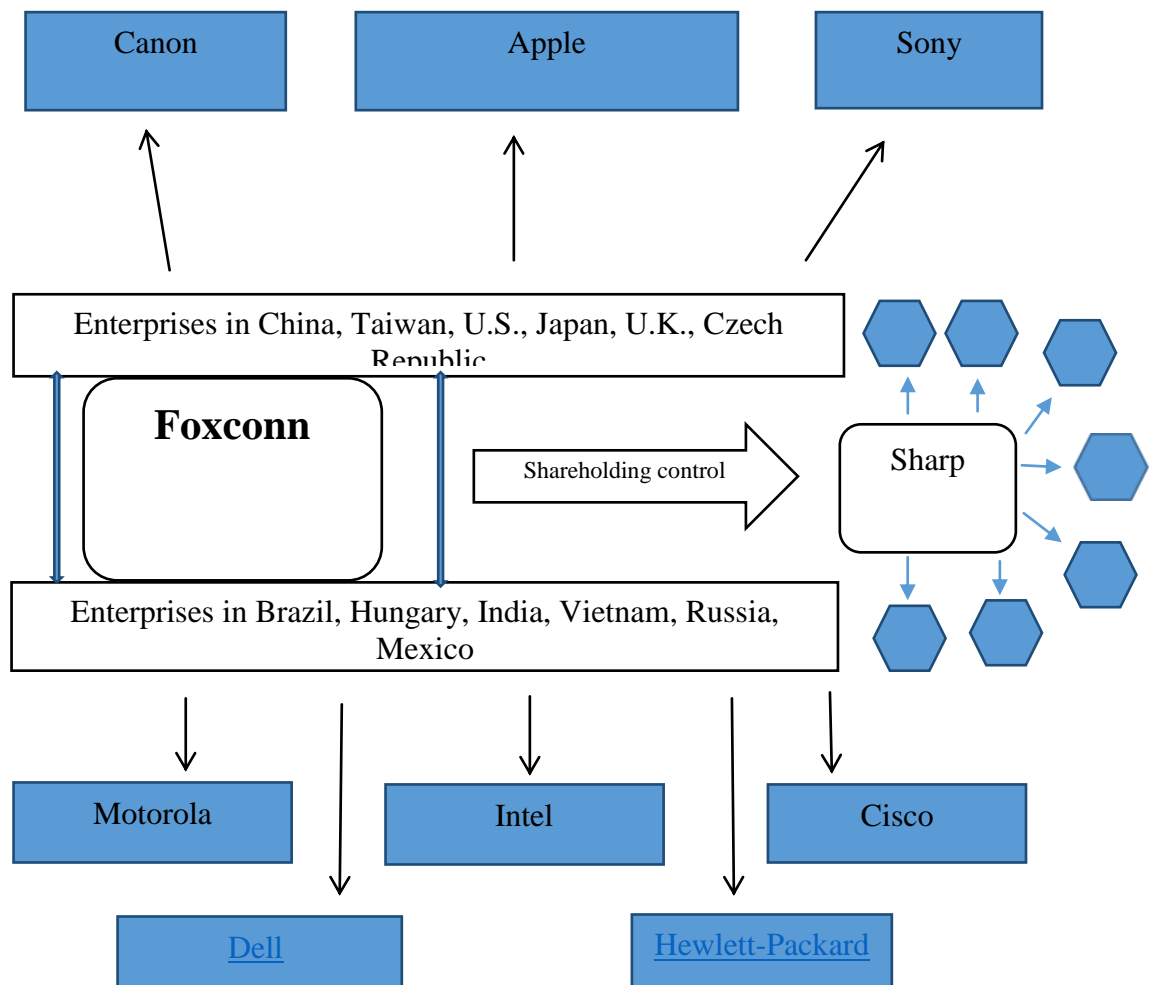 Canon
Apple
Sony
Enterprises in China, Taiwan, U.S., Japan, U.K., Czech
Republic
Foxconn
Shareholding control
Sharp
Enterprises in Brazil, Hungary, India, Vietnam, Russia,
Mexico
Motorola
Intel
Cisco
Dell
Hewlett-Packard